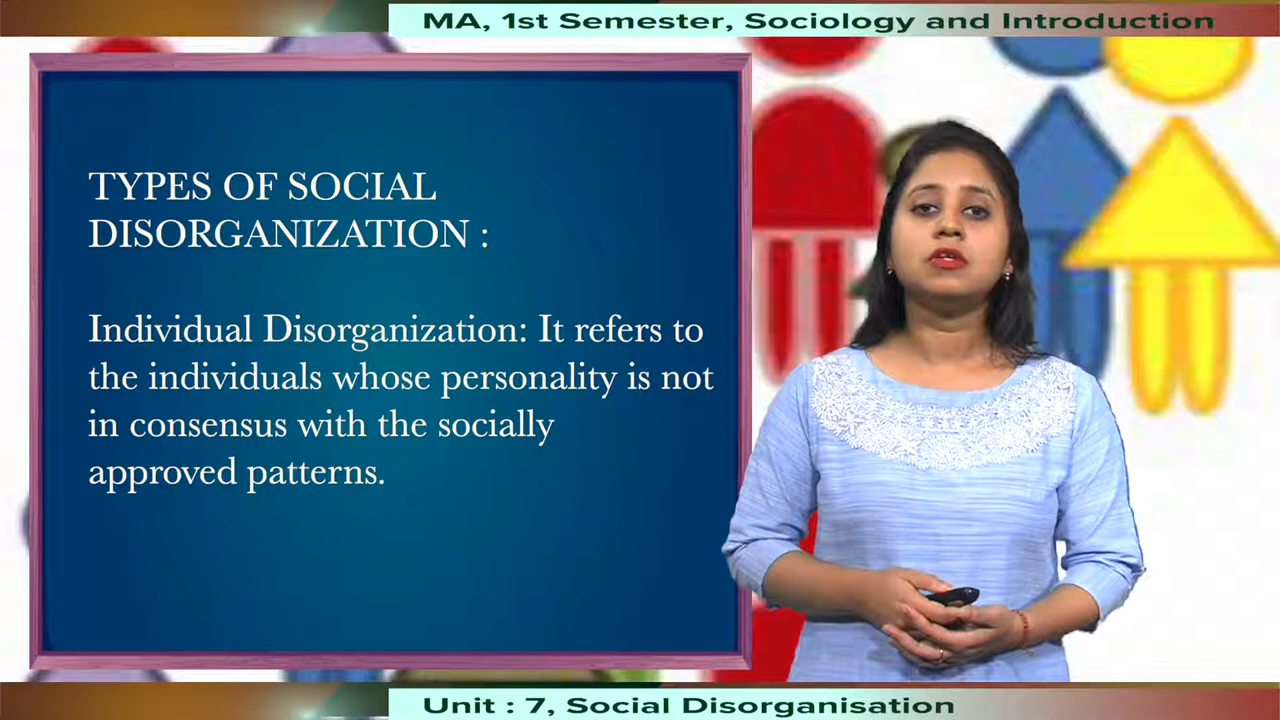 MA, 1st Semester, Sociology and Introduction
TYPES OF SOCIAL
DISORGANIZATION :
Individual Disorganization: It refers to
the individuals whose personality is not
in consensus with the socially
approved patterns.
Unit : 7, Social Disorganisation